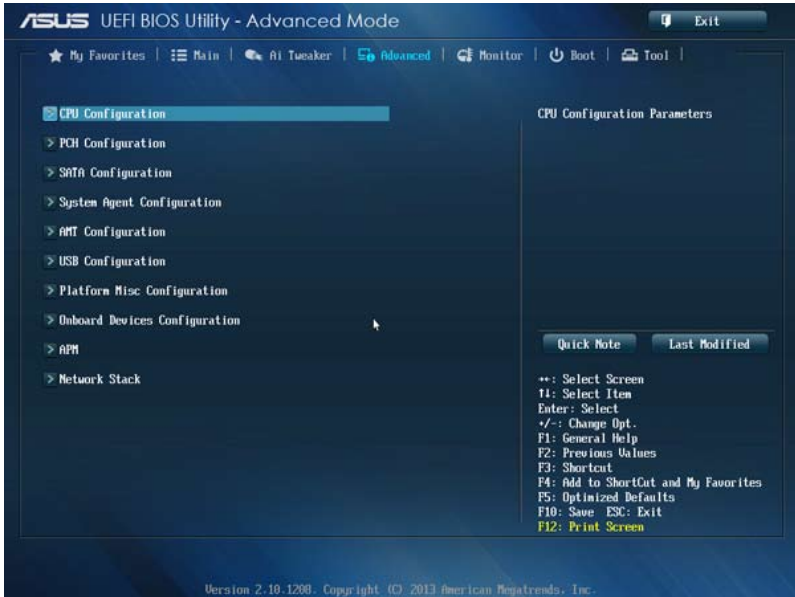 ASUS UEFI BIOS Utility - Advanced Mode
Exit
My Favorites | Main | Ai Tweaker | Advanced | Monitor | Boot | Tool |
CPU Configuration
PCH Configuration
SATA Configuration
System Agent Configuration
AMT Configuration
USB Configuration
Platform Misc Configuration
Onboard Devices Configuration
APM
Network Stack
CPU Configuration Parameters
Quick Note
Last Modified
→←: Select Screen
↑↓: Select Item
Enter: Select
+/-: Change Opt.
F1: General Help
F2: Previous Values
F3: Shortcut
F4: Add to ShortCut and My Favorites
F5: Optimized Defaults
F10: Save ESC: Exit
F12: Print Screen
Version 2.10.1208. Copyright (C) 2013 American Megatrends, Inc.